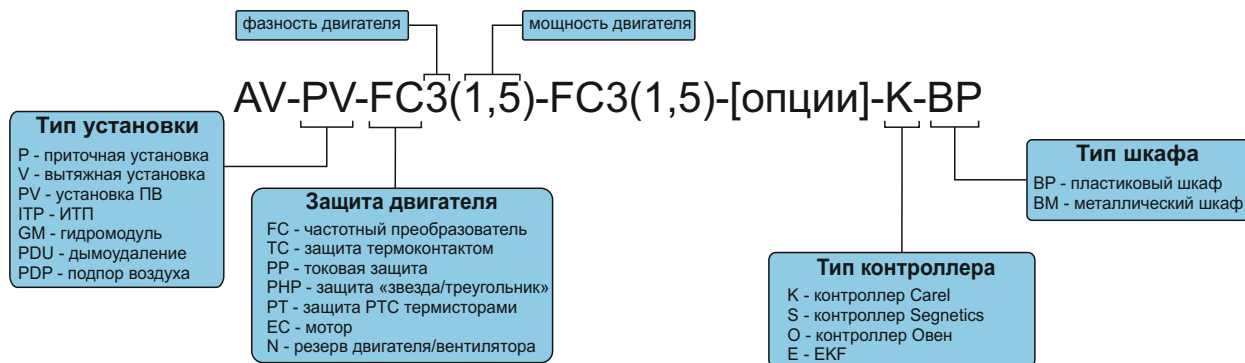 фазность двигателя
мощность двигателя
AV-PV-FC3(1,5)-FC3(1,5)-[опции]-K-BP
Тип установки
P - приточная установка
V - вытяжная установка
PV - установка ПВ
ITP - ИТП
GM - гидромодуль
PDU - дымоудаление
PDP - подпор воздуха
Защита двигателя
FC - частотный преобразователь
TC - защита термоконтактом
PP - токовая защита
PHP - защита «звезда/треугольник»
PT - защита PTC термисторами
EC - мотор
N - резерв двигателя/вентилятора
Тип контроллера
K - контроллер Carel
S - контроллер Segnetics
O - контроллер Овен
E - EKF
Тип шкафа
BP - пластиковый шкаф
BM - металлический шкаф